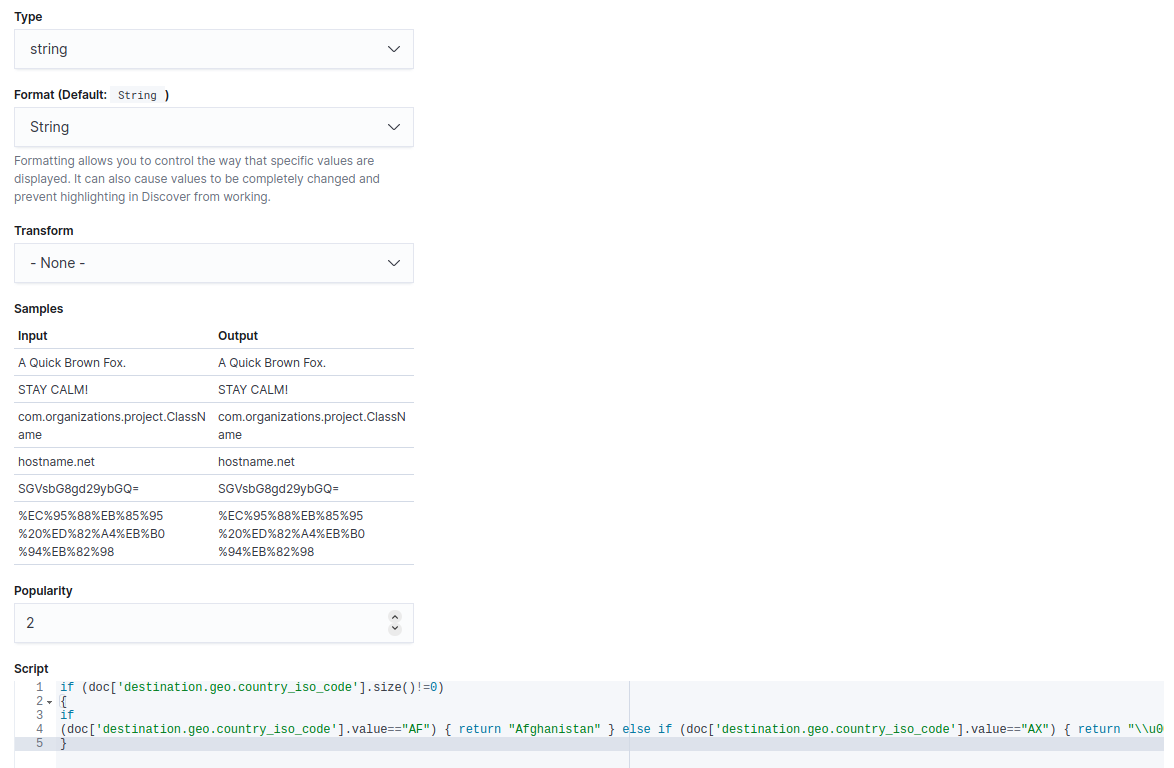 Type
string
Format (Default: String )
String
Formatting allows you to control the way that specific values are
displayed. It can also cause values to be completely changed and
prevent highlighting in Discover from working.
Transform
- None -
Samples
Input Output
A Quick Brown Fox. A Quick Brown Fox.
STAY CALM! STAY CALM!
com.organizations.project.ClassN com.organizations.project.ClassN
ame ame
hostname.net hostname.net
SGVsbG8gd29ybGQ= SGVsbG8gd29ybGQ=
%EC%95%88%EB%85%95 %EC%95%88%EB%85%95
%20%ED%82%A4%EB%B0 %20%ED%82%A4%EB%B0
%94%EB%82%98 %94%EB%82%98
Popularity
2
Script
1 if (doc['destination.geo.country_iso_code'].size()!=0)
2 {
3 if
4 (doc['destination.geo.country_iso_code'].value=="AF") { return "Afghanistan" } else if (doc['destination.geo.country_iso_code'].value=="AX") { return "\\u0
5 }